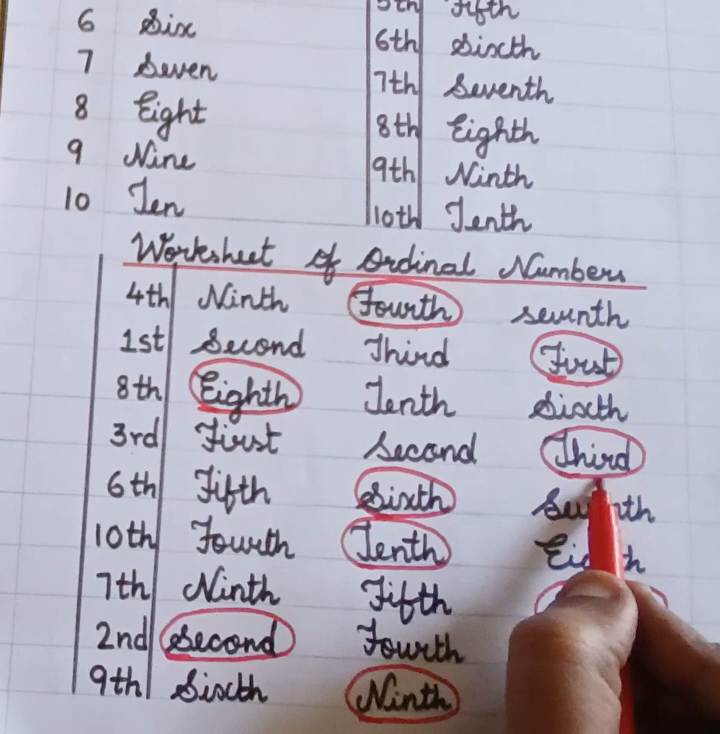 5th Fifth
6 Six 6th Sixth
7 Seven 7th Seventh
8 Eight 8th Eighth
9 Nine 9th Ninth
10 Ten 10th Tenth
Worksheet of Ordinal Numbers
4th Ninth Fourth seventh
1st Second Third First
8th Eighth Tenth Sixth
3rd First Second Third
6th Fifth Sixth
10th Fourth Tenth
7th Ninth Fifth
2nd Second Fourth
9th Sixth Ninth